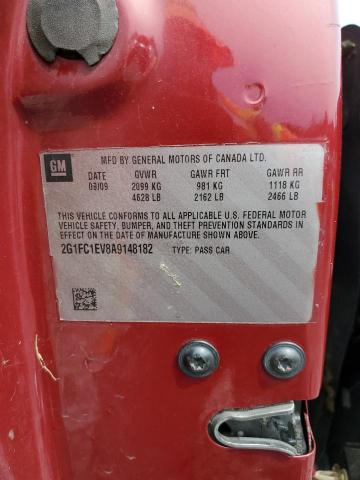 GM
MFD BY GENERAL MOTORS OF CANADA LTD.
DATE GVWR GAWR FRT GAWR RR
2099 KG 981 KG 1118 KG
4628 LB 2162 LB 2466 LB
THIS VEHICLE CONFORMS TO ALL APPLICABLE U.S. FEDERAL MOTOR
VEHICLE SAFETY, BUMPER, AND THEFT PREVENTION STANDARDS IN
EFFECT ON THE DATE OF MANUFACTURE SHOWN ABOVE.
2G1FC1EV8A9148182 TYPE: PASS CAR